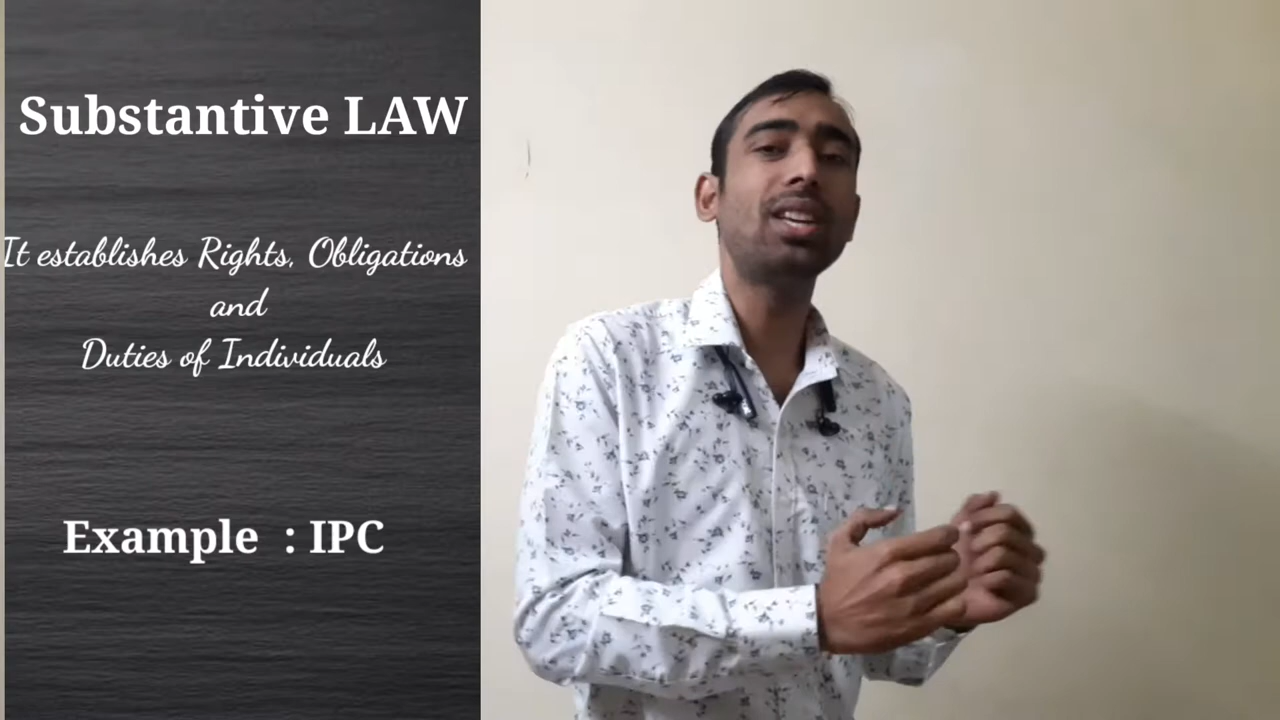 Substantive LAW
It establishes Rights, Obligations
and
Duties of Individuals
Example : IPC